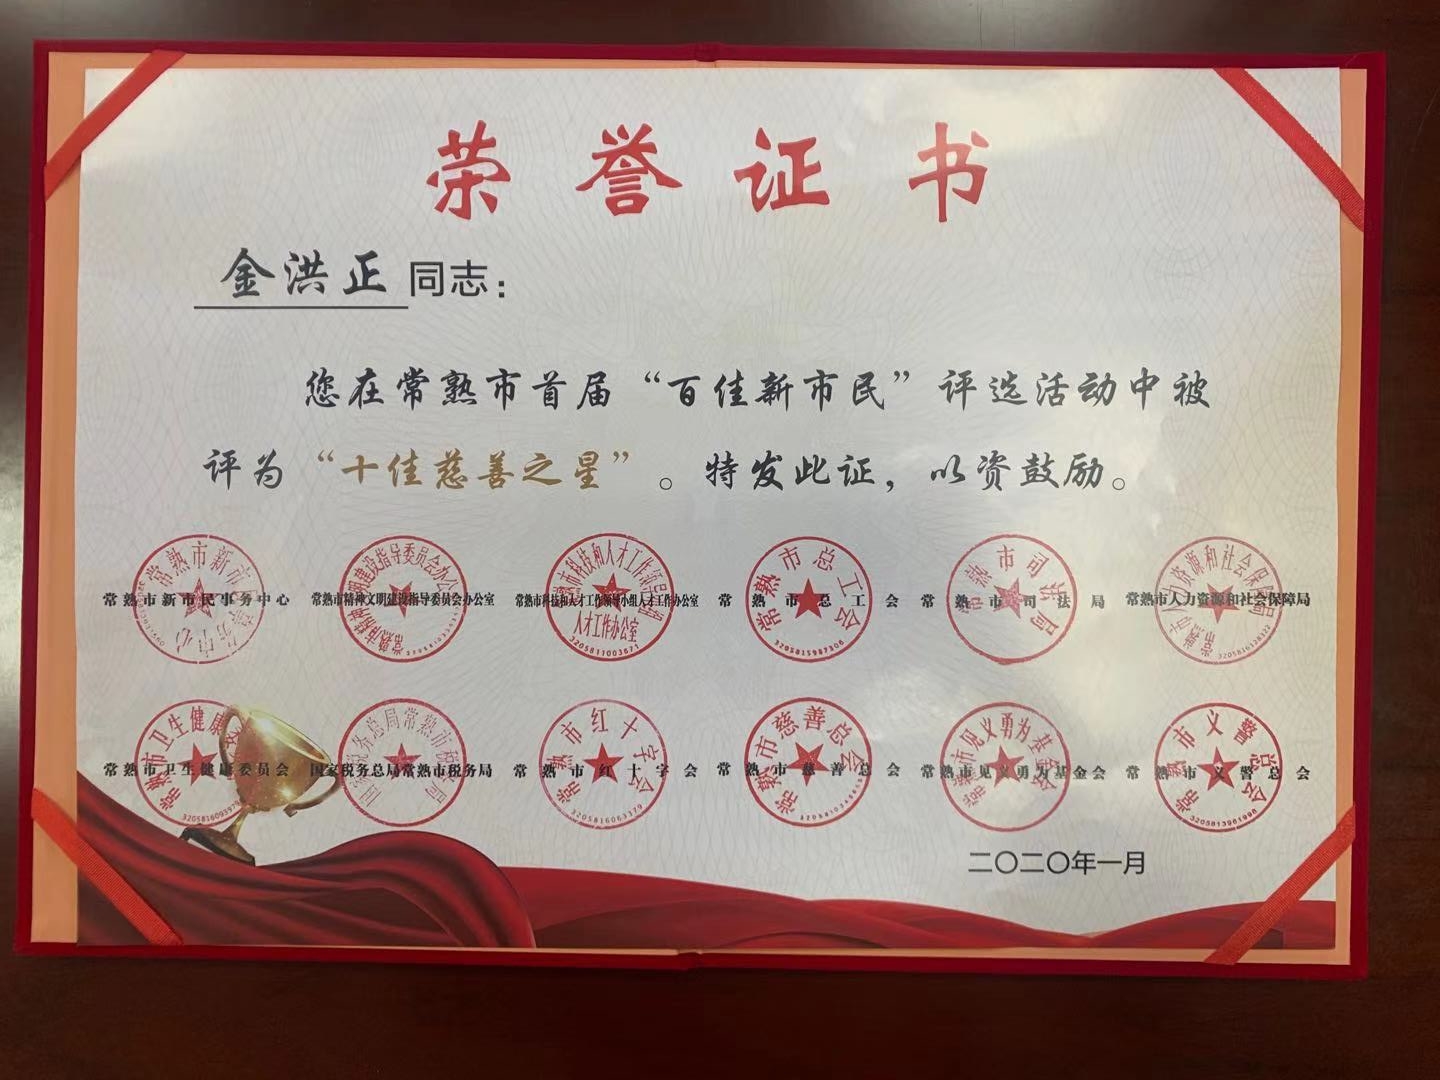 荣誉证书
金洪正同志：
您在常熟市首届“百佳新市民”评选活动中被
评为“十佳慈善之星”。特发此证，以资鼓励。
常熟市新市民事务中心 常熟市精神文明建设指导委员会办公室 常熟市科技和人才工作领导小组人才工作办公室 常熟市总工会 常熟市司法局 常熟市人力资源和社会保障局
常熟市卫生健康委员会 国家税务总局常熟市税务局 常熟市红十字会 常熟市慈善总会 常熟市见义勇为基金会 常熟市义警总会
二〇二〇年一月